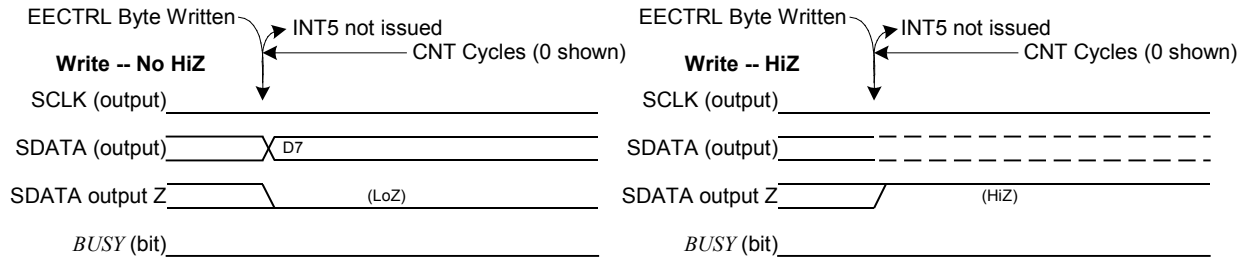 EECTRL Byte Written
INT5 not issued
CNT Cycles (0 shown)
Write -- No HiZ
SCLK (output)
SDATA (output)
D7
SDATA output Z
(LoZ)
BUSY (bit)
EECTRL Byte Written
INT5 not issued
CNT Cycles (0 shown)
Write -- HiZ
SCLK (output)
SDATA (output)
SDATA output Z
(HiZ)
BUSY (bit)